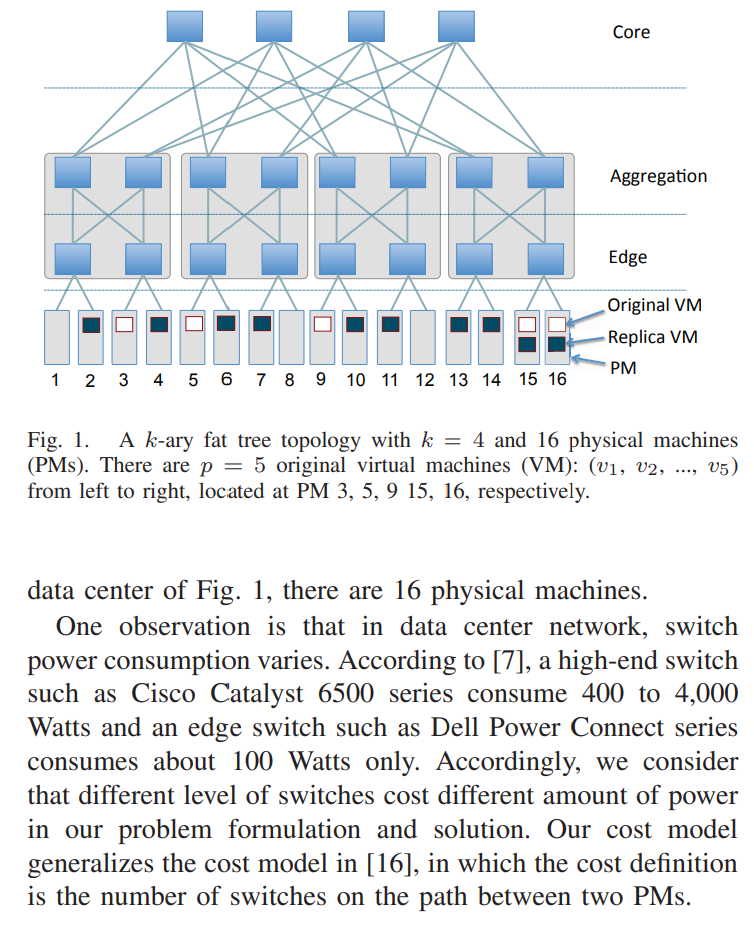 Core
Aggregation
Edge
Original VM
Replica VM
PM
1 2 3 4 5 6 7 8 9 10 11 12 13 14 15 16
Fig. 1. A k-ary fat tree topology with k = 4 and 16 physical machines
(PMs). There are p = 5 original virtual machines (VM): (v1, v2, ..., v5)
from left to right, located at PM 3, 5, 9 15, 16, respectively.
data center of Fig. 1, there are 16 physical machines.
One observation is that in data center network, switch
power consumption varies. According to [7], a high-end switch
such as Cisco Catalyst 6500 series consume 400 to 4,000
Watts and an edge switch such as Dell Power Connect series
consumes about 100 Watts only. Accordingly, we consider
that different level of switches cost different amount of power
in our problem formulation and solution. Our cost model
generalizes the cost model in [16], in which the cost definition
is the number of switches on the path between two PMs.